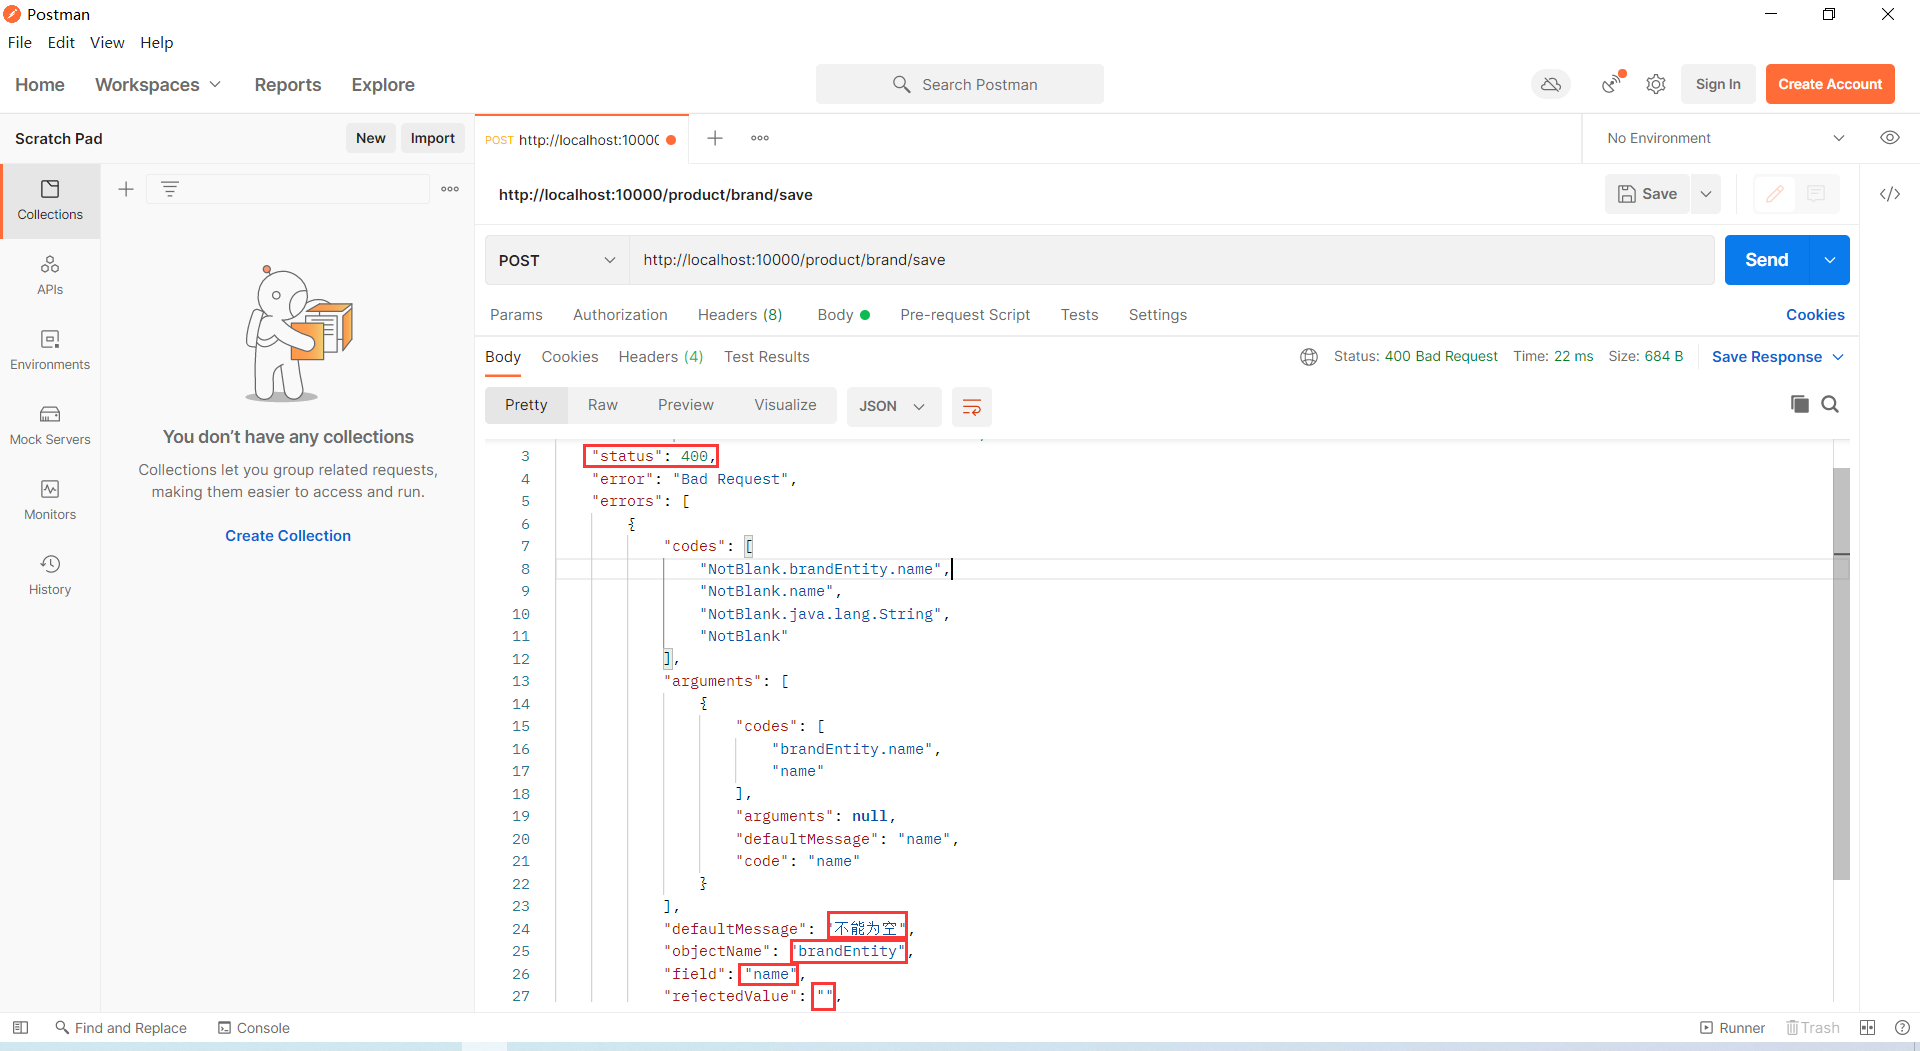 Postman
File Edit View Help
Home Workspaces Reports Explore
Search Postman
Sign In
Create Account
Scratch Pad
New
Import
POST http://localhost:1000
No Environment
Collections
APIs
Environments
Mock Servers
Monitors
History
You don't have any collections
Collections let you group related requests,
making them easier to access and run.
Create Collection
http://localhost:10000/product/brand/save
Save
POST
http://localhost:10000/product/brand/save
Send
Params Authorization Headers (8) Body Pre-request Script Tests Settings
Cookies
Body Cookies Headers (4) Test Results
Status: 400 Bad Request Time: 22 ms Size: 684 B
Save Response
Pretty Raw Preview Visualize
JSON
3 "status": 400,
4 "error": "Bad Request",
5 "errors": [
6 {
7 "codes": [
8 "NotBlank.brandEntity.name",
9 "NotBlank.name",
10 "NotBlank.java.lang.String",
11 "NotBlank"
12 ],
13 "arguments": [
14 {
15 "codes": [
16 "brandEntity.name",
17 "name"
18 ],
19 "arguments": null,
20 "defaultMessage": "name",
21 "code": "name"
22 }
23 ],
24 "defaultMessage": "不能为空",
25 "objectName": "brandEntity",
26 "field": "name",
27 "rejectedValue": "",
Find and Replace
Console
Runner
Trash